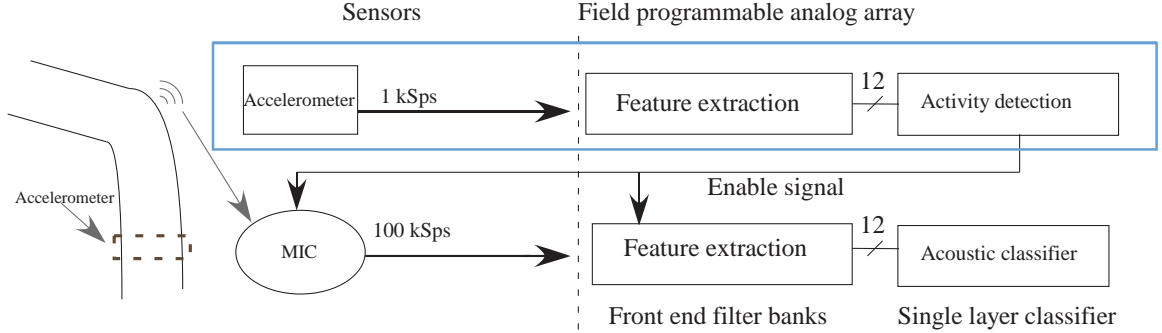 Sensors
Field programmable analog array
Accelerometer
1 kSps
Feature extraction
12
Activity detection
Enable signal
Accelerometer
MIC
100 kSps
Feature extraction
12
Acoustic classifier
Front end filter banks
Single layer classifier